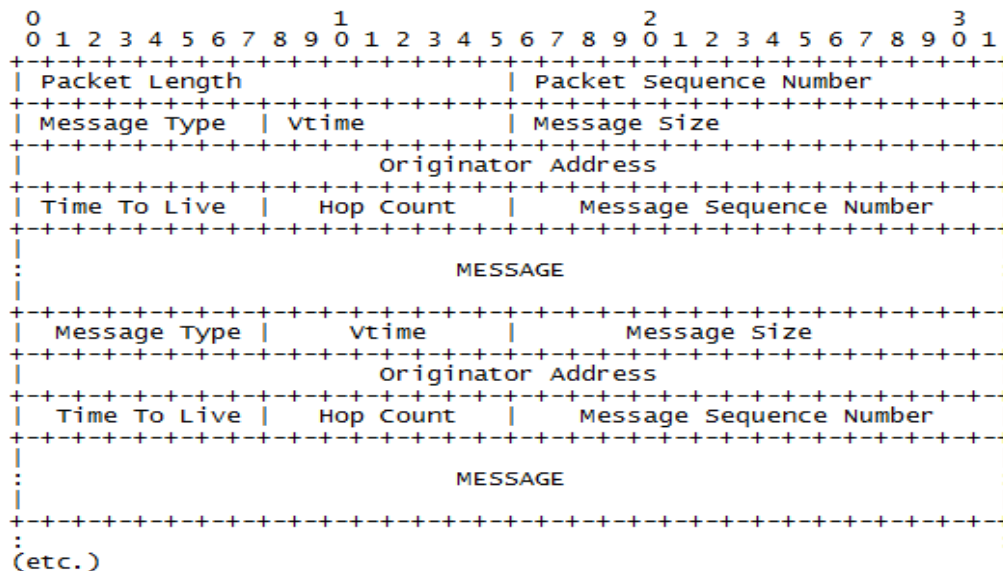 0                   1                   2                   3
0 1 2 3 4 5 6 7 8 9 0 1 2 3 4 5 6 7 8 9 0 1 2 3 4 5 6 7 8 9 0 1
+-+-+-+-+-+-+-+-+-+-+-+-+-+-+-+-+-+-+-+-+-+-+-+-+-+-+-+-+-+-+-+-
| Packet Length                 | Packet Sequence Number
+-+-+-+-+-+-+-+-+-+-+-+-+-+-+-+-+-+-+-+-+-+-+-+-+-+-+-+-+-+-+-+-
| Message Type  | Vtime         | Message Size
+-+-+-+-+-+-+-+-+-+-+-+-+-+-+-+-+-+-+-+-+-+-+-+-+-+-+-+-+-+-+-+-
|                       Originator Address
+-+-+-+-+-+-+-+-+-+-+-+-+-+-+-+-+-+-+-+-+-+-+-+-+-+-+-+-+-+-+-+-
| Time To Live  |   Hop Count   |    Message Sequence Number
+-+-+-+-+-+-+-+-+-+-+-+-+-+-+-+-+-+-+-+-+-+-+-+-+-+-+-+-+-+-+-+-
|
:                            MESSAGE                            :
|
+-+-+-+-+-+-+-+-+-+-+-+-+-+-+-+-+-+-+-+-+-+-+-+-+-+-+-+-+-+-+-+-
|  Message Type |     Vtime     |       Message Size
+-+-+-+-+-+-+-+-+-+-+-+-+-+-+-+-+-+-+-+-+-+-+-+-+-+-+-+-+-+-+-+-
|                       Originator Address
+-+-+-+-+-+-+-+-+-+-+-+-+-+-+-+-+-+-+-+-+-+-+-+-+-+-+-+-+-+-+-+-
|  Time To Live |   Hop Count   |    Message Sequence Number
+-+-+-+-+-+-+-+-+-+-+-+-+-+-+-+-+-+-+-+-+-+-+-+-+-+-+-+-+-+-+-+-
|
:                            MESSAGE                            :
|
+-+-+-+-+-+-+-+-+-+-+-+-+-+-+-+-+-+-+-+-+-+-+-+-+-+-+-+-+-+-+-+-
:                                                               :
(etc.)